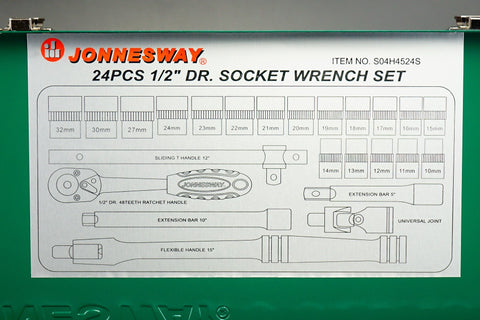 JONNESWAY®
ITEM NO. S04H4524S
24PCS 1/2" DR. SOCKET WRENCH SET
32mm 30mm 27mm 24mm 23mm 22mm 21mm 20mm 19mm 18mm 17mm 16mm 15mm
SLIDING T HANDLE 12"
14mm 13mm 12mm 11mm 10mm
JONNESWAY
EXTENSION BAR 5"
1/2" DR. 48TEETH RATCHET HANDLE
EXTENSION BAR 10"
UNIVERSAL JOINT
FLEXIBLE HANDLE 15"